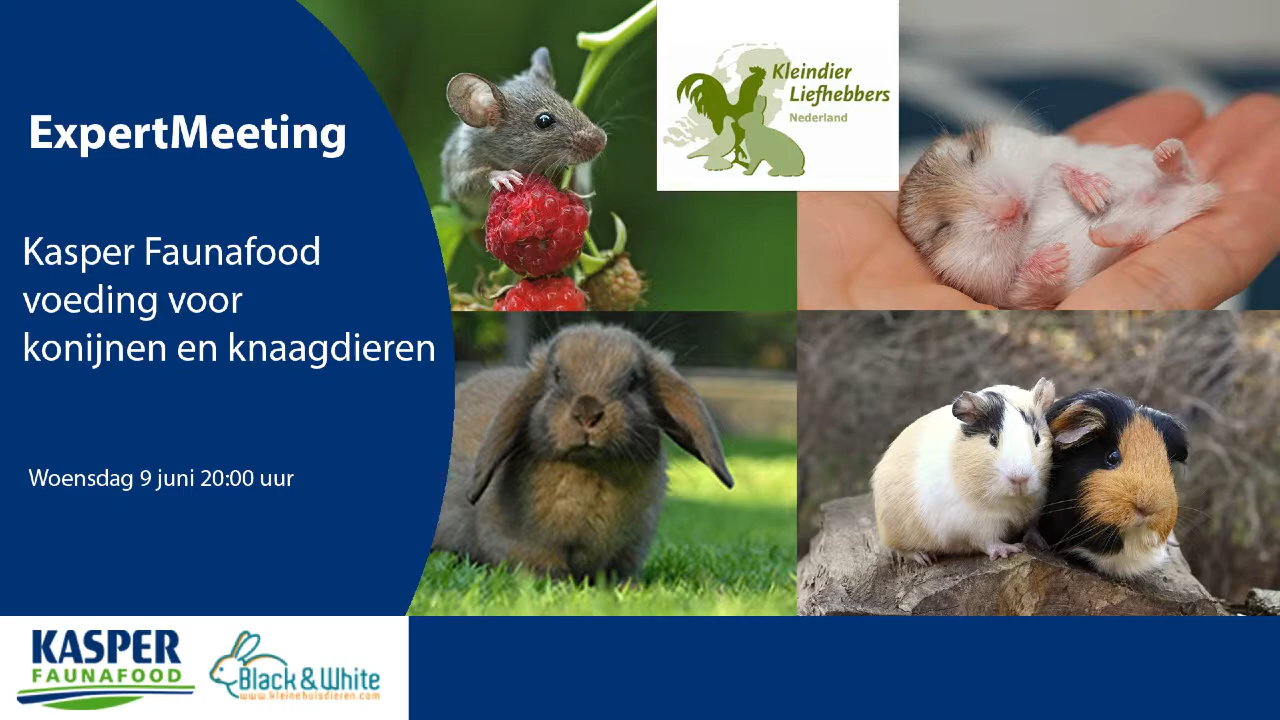 ExpertMeeting
Kasper Faunafood
voeding voor
konijnen en knaagdieren
Woensdag 9 juni 20:00 uur
Kleindier
Liefhebbers
Nederland
KASPER
FAUNAFOOD
Black & White
www.kleinehuisdieren.com